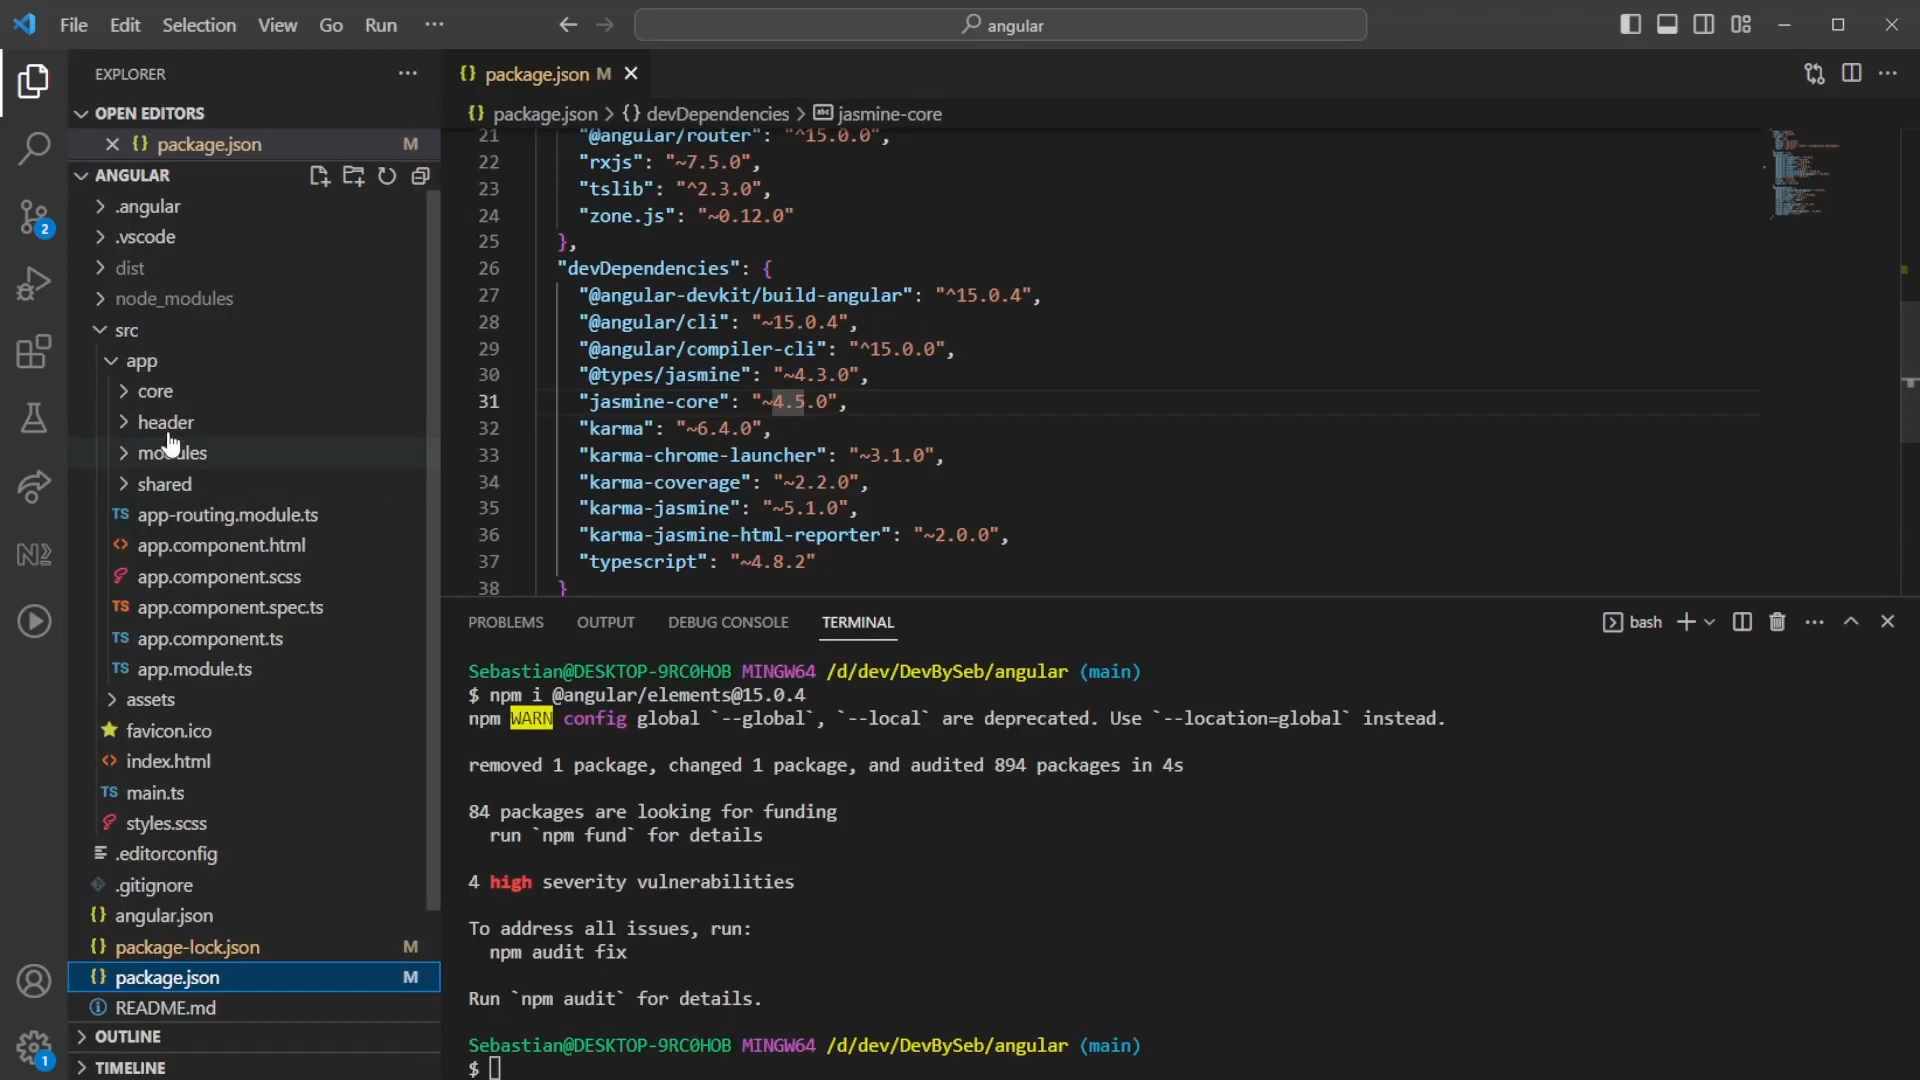 File Edit Selection View Go Run ···
angular
EXPLORER
OPEN EDITORS
package.json M
ANGULAR
.angular
.vscode
dist
node_modules
src
app
core
header
modules
shared
TS app-routing.module.ts
app.component.html
app.component.scss
TS app.component.spec.ts
TS app.component.ts
TS app.module.ts
assets
favicon.ico
index.html
TS main.ts
styles.scss
.editorconfig
.gitignore
{} angular.json
{} package-lock.json M
{} package.json M
README.md
OUTLINE
TIMELINE
2
1
{} package.json M
{} package.json > {} devDependencies > abc jasmine-core
21 "@angular/router": "^15.0.0",
22 "rxjs": "~7.5.0",
23 "tslib": "^2.3.0",
24 "zone.js": "~0.12.0"
25 },
26 "devDependencies": {
27 "@angular-devkit/build-angular": "^15.0.4",
28 "@angular/cli": "~15.0.4",
29 "@angular/compiler-cli": "^15.0.0",
30 "@types/jasmine": "~4.3.0",
31 "jasmine-core": "~4.5.0",
32 "karma": "~6.4.0",
33 "karma-chrome-launcher": "~3.1.0",
34 "karma-coverage": "~2.2.0",
35 "karma-jasmine": "~5.1.0",
36 "karma-jasmine-html-reporter": "~2.0.0",
37 "typescript": "~4.8.2"
38 }
PROBLEMS OUTPUT DEBUG CONSOLE TERMINAL
bash
Sebastian@DESKTOP-9RC0HOB MINGW64 /d/dev/DevBySeb/angular (main)
$ npm i @angular/elements@15.0.4
npm WARN config global `--global`, `--local` are deprecated. Use `--location=global` instead.
removed 1 package, changed 1 package, and audited 894 packages in 4s
84 packages are looking for funding
run `npm fund` for details
4 high severity vulnerabilities
To address all issues, run:
npm audit fix
Run `npm audit` for details.
Sebastian@DESKTOP-9RC0HOB MINGW64 /d/dev/DevBySeb/angular (main)
$